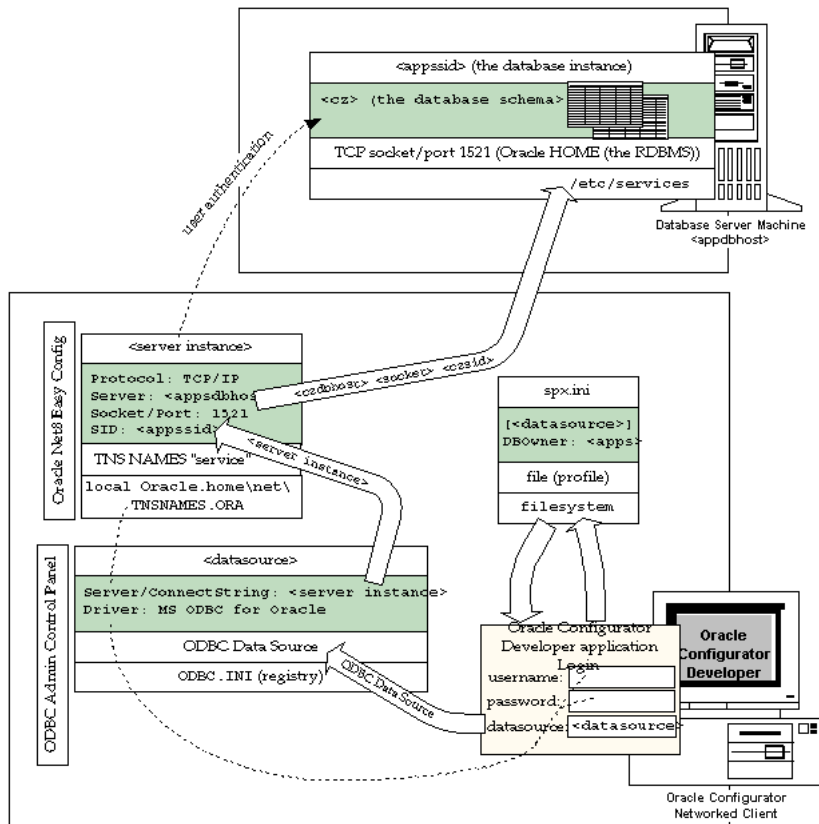 <appssid> (the database instance)
<cz> (the database schema>
TCP socket/port 1521 (Oracle HOME (the RDBMS))
/etc/services
Database Server Machine
<appdbhost>
user authentication
Oracle Net8 Easy Config
<server instance>
Protocol: TCP/IP
Server: <appsdbhos
Socket/Port: 1521
SID: <appssid>
TNS NAMES "service"
local Oracle.home\net\
TNSNAMES.ORA
<czdbhost> <socket> <czsid>
<server instance>
spx.ini
[<datasource>]
DBOwner: <apps>
file (profile)
filesystem
ODBC Admin Control Panel
<datasource>
Server/ConnectString: <server instance>
Driver: MS ODBC for Oracle
ODBC Data Source
ODBC.INI (registry)
ODBC Data Source
Oracle Configurator
Developer application
Login
username:
password:
datasource: <datasource>
Oracle
Configurator
Developer
Oracle Configurator
Networked Client